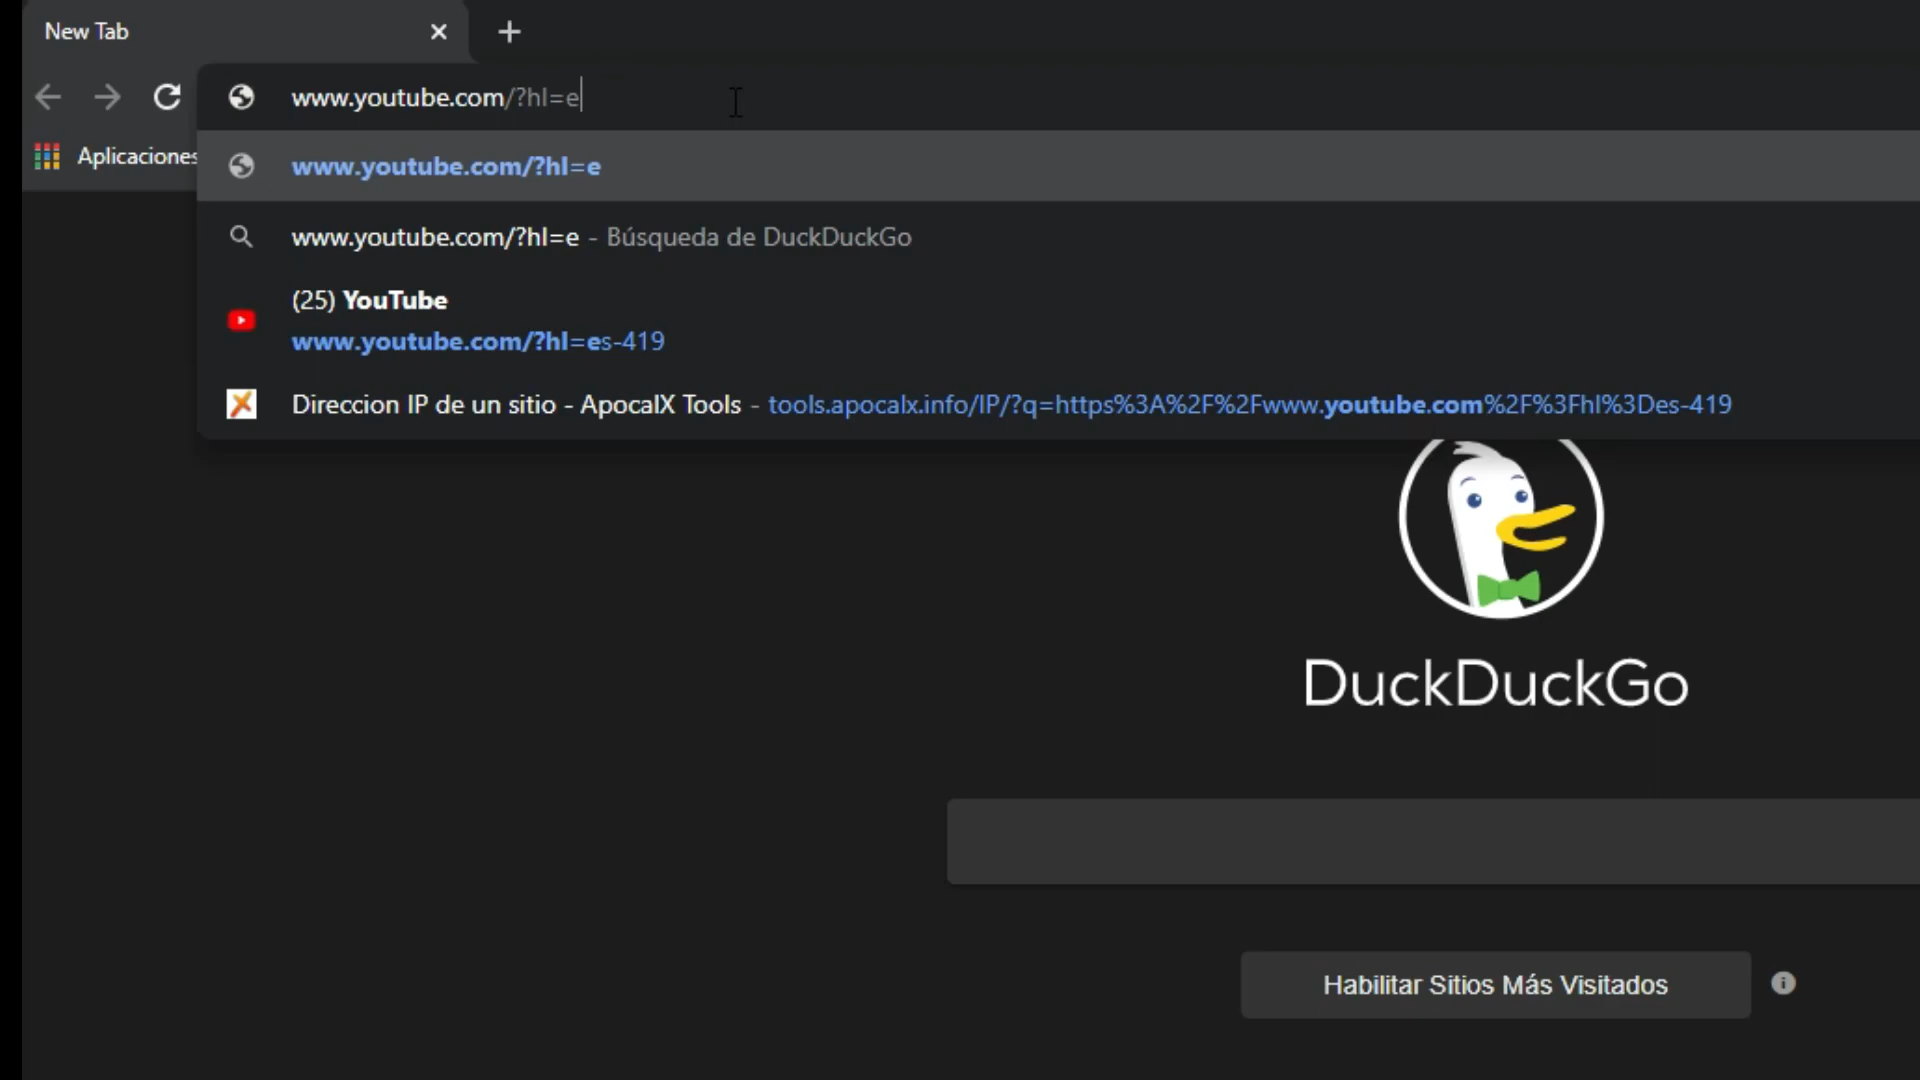 New Tab
www.youtube.com/?hl=e
Aplicaciones
www.youtube.com/?hl=e
www.youtube.com/?hl=e - Búsqueda de DuckDuckGo
(25) YouTube
www.youtube.com/?hl=es-419
Direccion IP de un sitio - ApocalX Tools - tools.apocalx.info/IP/?q=https%3A%2F%2Fwww.youtube.com%2F%3Fhl%3Des-419
DuckDuckGo
Habilitar Sitios Más Visitados